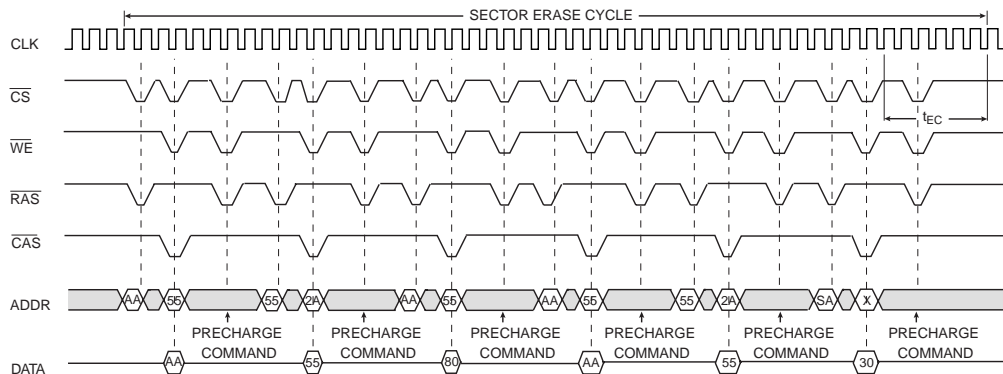 SECTOR ERASE CYCLE
CLK
CS
tEC
WE
RAS
CAS
ADDR AA 55 55 2A AA 55 AA 55 55 2A SA X
PRECHARGE COMMAND
PRECHARGE COMMAND
PRECHARGE COMMAND
PRECHARGE COMMAND
PRECHARGE COMMAND
PRECHARGE COMMAND
DATA AA 55 80 AA 55 30